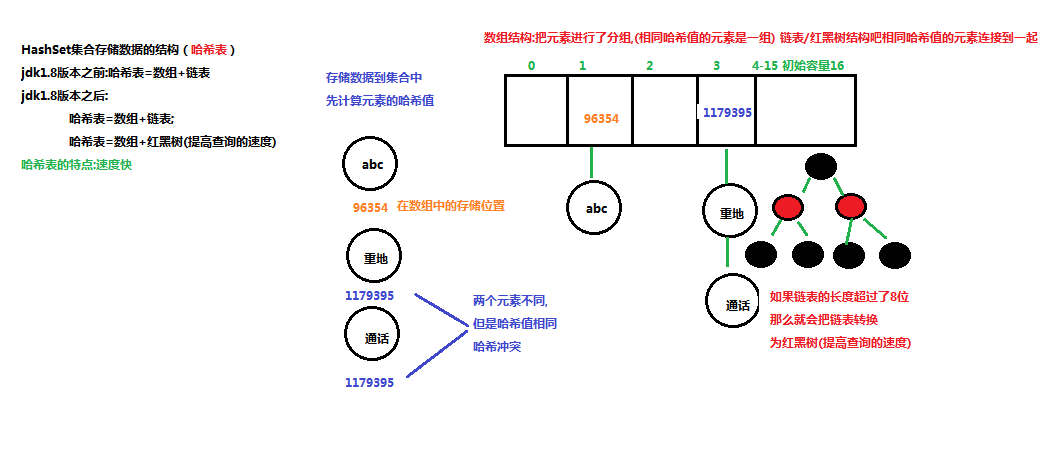 HashSet集合存储数据的结构（哈希表）
jdk1.8版本之前:哈希表=数组+链表
jdk1.8版本之后:
哈希表=数组+链表;
哈希表=数组+红黑树(提高查询的速度)
哈希表的特点:速度快
存储数据到集合中
先计算元素的哈希值
abc
96354 在数组中的存储位置
重地
1179395
通话
1179395
两个元素不同,
但是哈希值相同
哈希冲突
数组结构:把元素进行了分组,(相同哈希值的元素是一组) 链表/红黑树结构吧相同哈希值的元素连接到一起
0 1 2 3 4-15 初始容量16
96354 1179395
abc
重地
通话
如果链表的长度超过了8位
那么就会把链表转换
为红黑树(提高查询的速度)